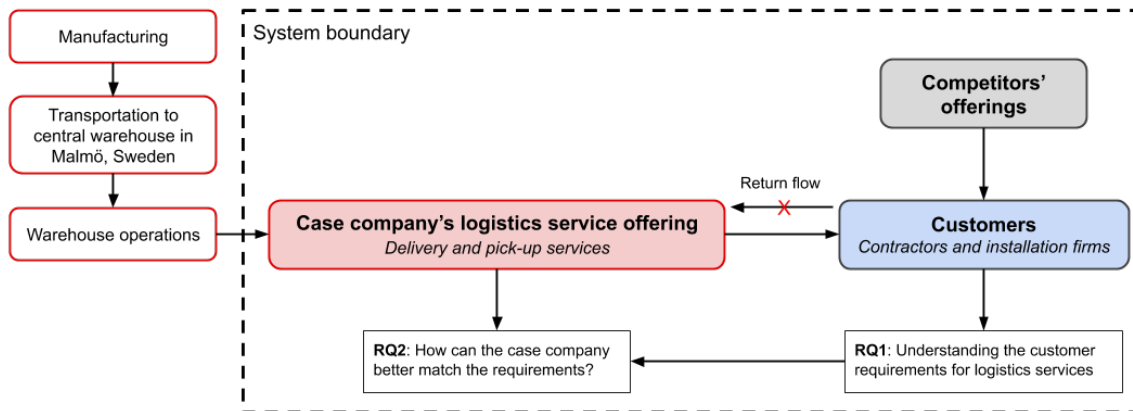 Manufacturing
Transportation to
central warehouse in
Malmö, Sweden
Warehouse operations
System boundary
Competitors'
offerings
Return flow
X
Case company's logistics service offering
Delivery and pick-up services
Customers
Contractors and installation firms
RQ2: How can the case company
better match the requirements?
RQ1: Understanding the customer
requirements for logistics services